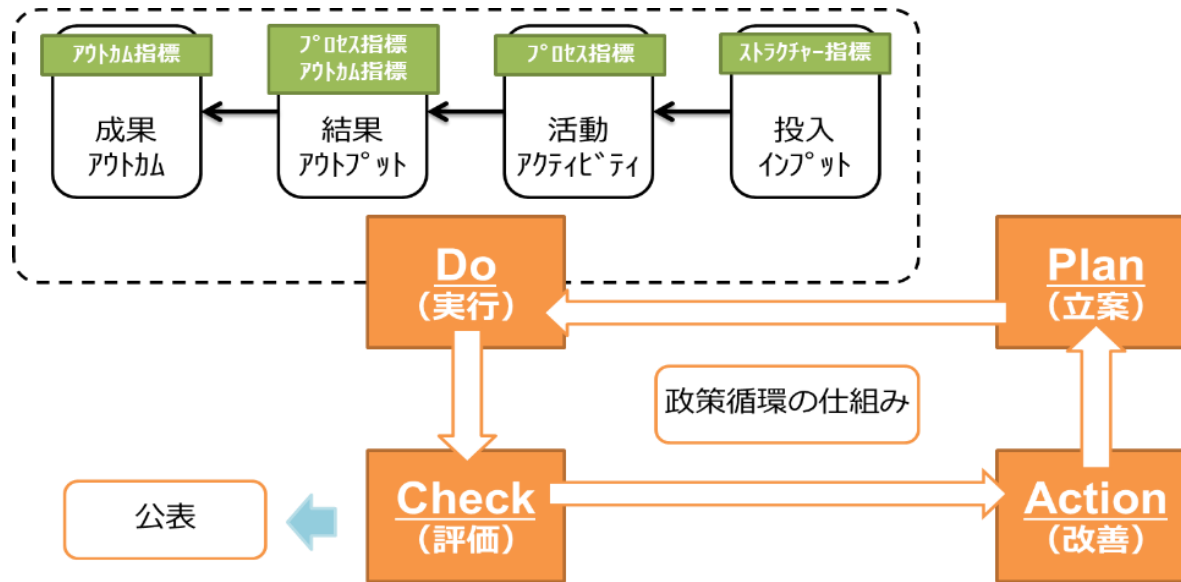 アウトカム指標
プロセス指標
アウトカム指標
プロセス指標
ストラクチャー指標
成果
アウトカム
結果
アウトプット
活動
アクティビティ
投入
インプット
Do
（実行）
Plan
（立案）
政策循環の仕組み
Check
（評価）
Action
（改善）
公表